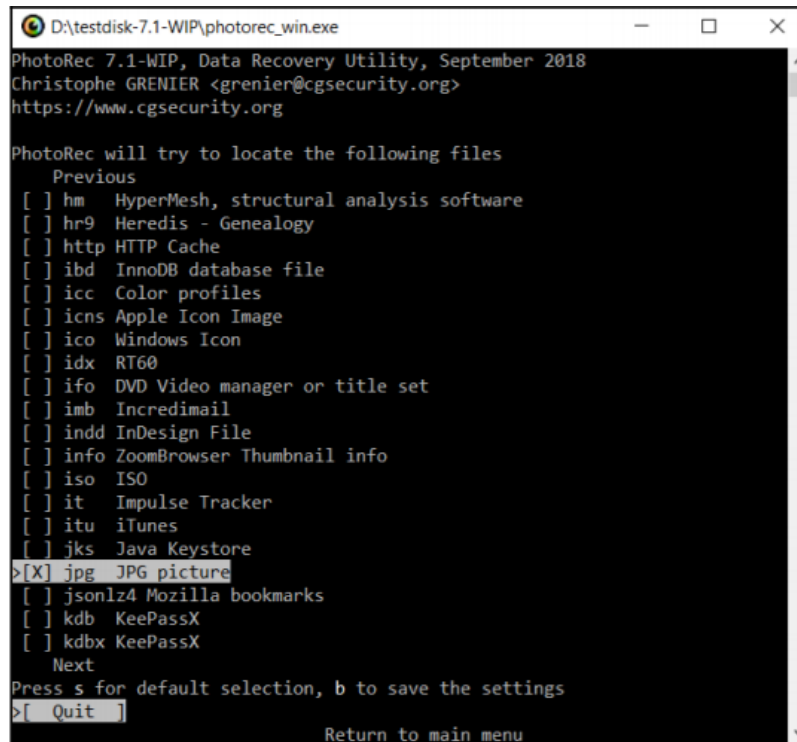 D:\testdisk-7.1-WIP\photorec_win.exe
PhotoRec 7.1-WIP, Data Recovery Utility, September 2018
Christophe GRENIER <grenier@cgsecurity.org>
https://www.cgsecurity.org
PhotoRec will try to locate the following files
Previous
[ ] hm HyperMesh, structural analysis software
[ ] hr9 Heredis - Genealogy
[ ] http HTTP Cache
[ ] ibd InnoDB database file
[ ] icc Color profiles
[ ] icns Apple Icon Image
[ ] ico Windows Icon
[ ] idx RT60
[ ] ifo DVD Video manager or title set
[ ] imb Incredimail
[ ] indd InDesign File
[ ] info ZoomBrowser Thumbnail info
[ ] iso ISO
[ ] it Impulse Tracker
[ ] itu iTunes
[ ] jks Java Keystore
>[X] jpg JPG picture
[ ] jsonlz4 Mozilla bookmarks
[ ] kdb KeePassX
[ ] kdbx KeePassX
Next
Press s for default selection, b to save the settings
>[ Quit ]
Return to main menu